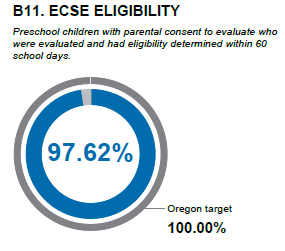 B11. ECSE ELIGIBILITY
Preschool children with parental consent to evaluate who
were evaluated and had eligibility determined within 60
school days.
97.62%
Oregon target
100.00%